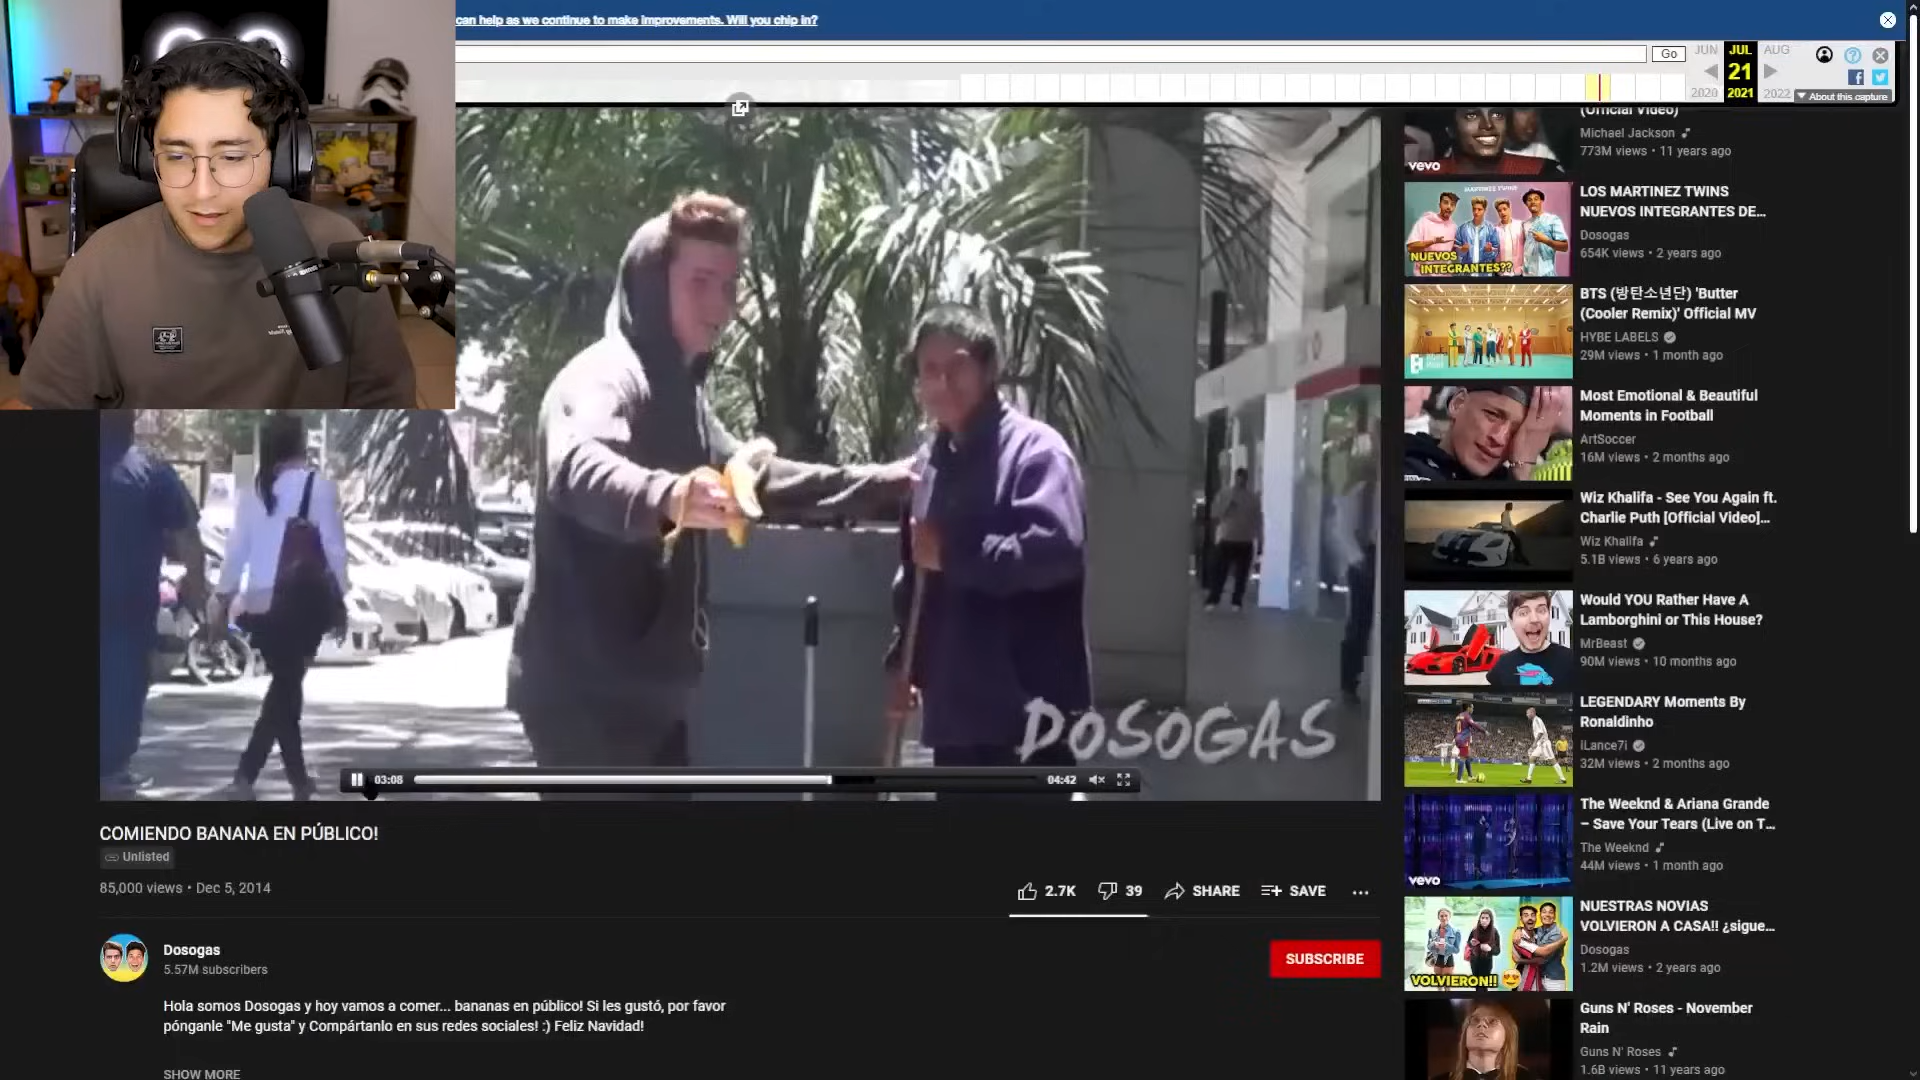 can help as we continue to make improvements. Will you chip in?
Go
JUN
JUL
AUG
21
2020
2021
2022
About this capture
DOSOGAS
03:08
04:42
COMIENDO BANANA EN PÚBLICO!
Unlisted
85,000 views • Dec 5, 2014
2.7K
39
SHARE
SAVE
Dosogas
5.57M subscribers
SUBSCRIBE
Hola somos Dosogas y hoy vamos a comer... bananas en público! Si les gustó, por favor
pónganle "Me gusta" y Compártanlo en sus redes sociales! :) Feliz Navidad!
SHOW MORE
(Official Video)
Michael Jackson
773M views • 11 years ago
vevo
LOS MARTINEZ TWINS
NUEVOS INTEGRANTES DE...
Dosogas
654K views • 2 years ago
MARTINEZ TWINS
NUEVOS
INTEGRANTES??
BTS (방탄소년단) 'Butter
(Cooler Remix)' Official MV
HYBE LABELS
29M views • 1 month ago
Most Emotional & Beautiful
Moments in Football
ArtSoccer
16M views • 2 months ago
Wiz Khalifa - See You Again ft.
Charlie Puth [Official Video]...
Wiz Khalifa
5.1B views • 6 years ago
Would YOU Rather Have A
Lamborghini or This House?
MrBeast
90M views • 10 months ago
LEGENDARY Moments By
Ronaldinho
iLance7i
32M views • 2 months ago
The Weeknd & Ariana Grande
– Save Your Tears (Live on T...
The Weeknd
44M views • 1 month ago
vevo
NUESTRAS NOVIAS
VOLVIERON A CASA!! ¿sigue...
Dosogas
1.2M views • 2 years ago
VOLVIERON!!
Guns N' Roses - November
Rain
Guns N' Roses
1.6B views • 11 years ago